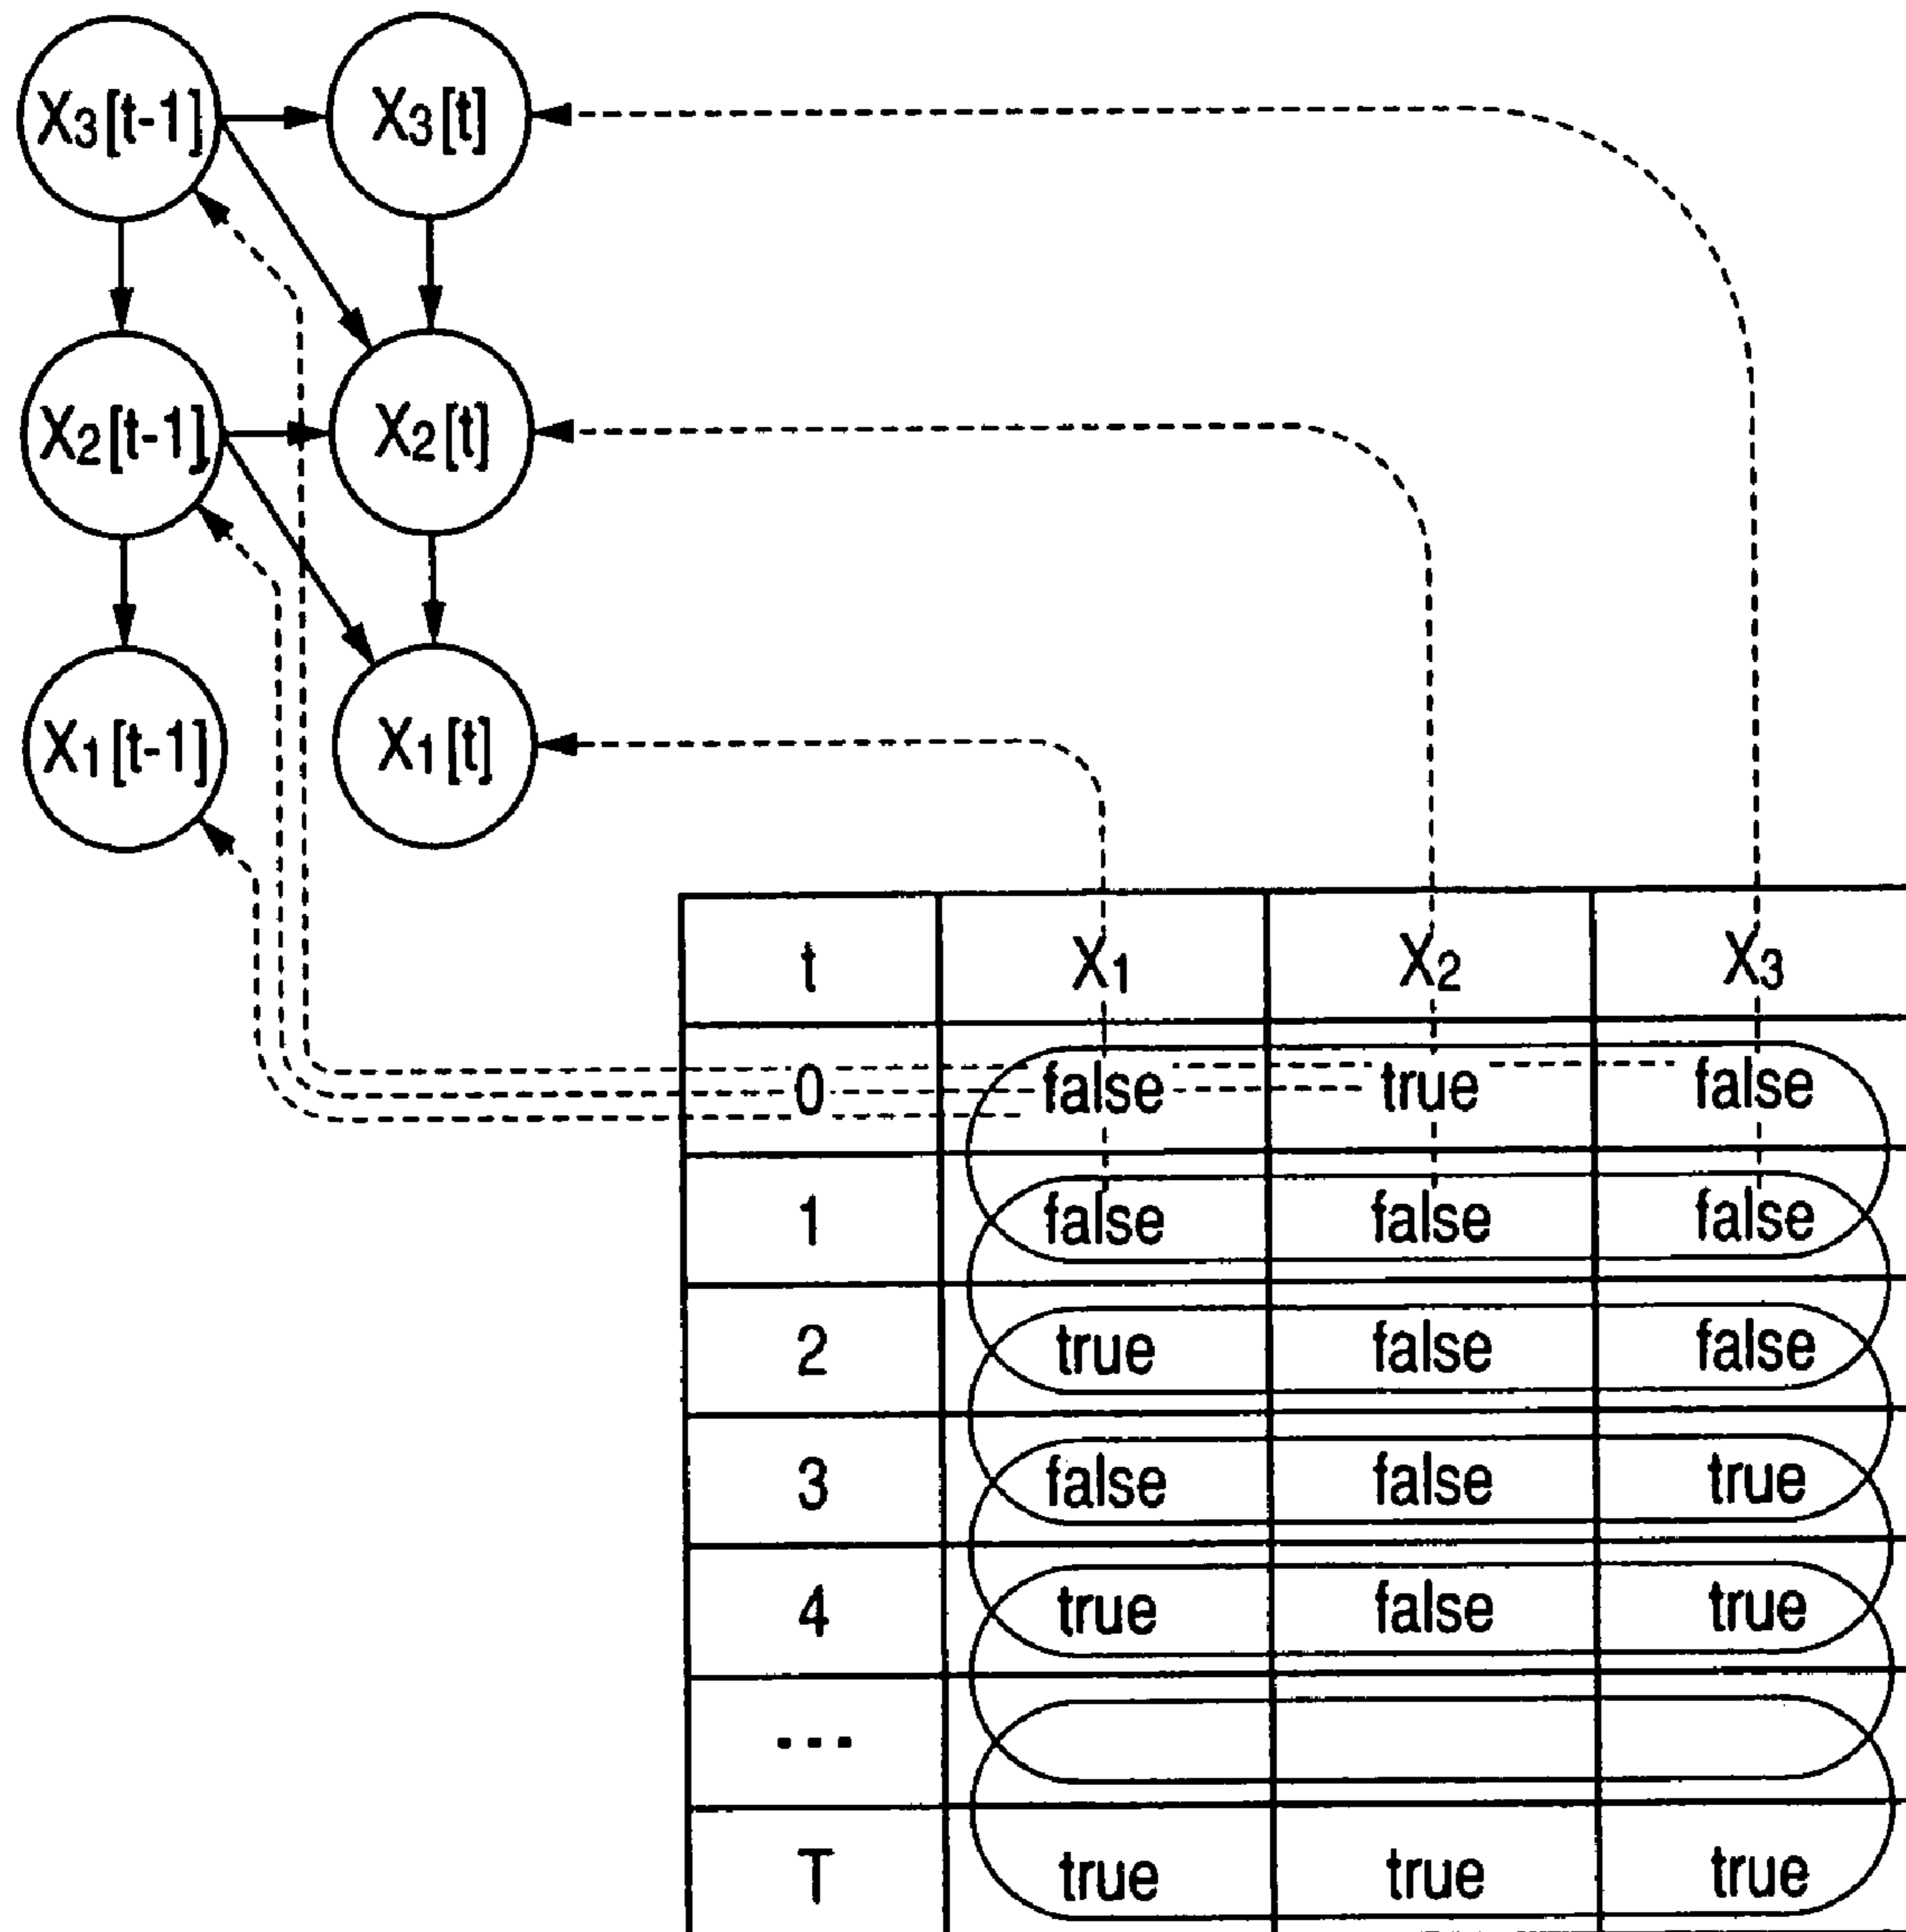 X3[t-1] X3[t]
X2[t-1] X2[t]
X1[t-1] X1[t]
t X1 X2 X3
0 false true false
1 false false false
2 true false false
3 false false true
4 true false true
...
T true true true